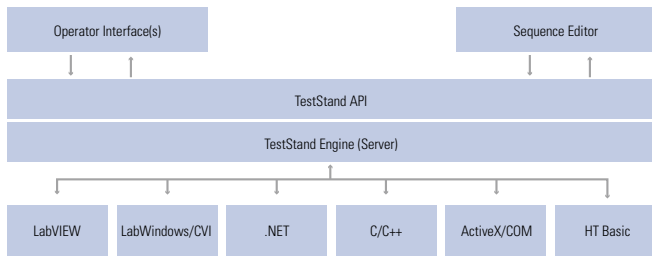 Operator Interface(s)
Sequence Editor
TestStand API
TestStand Engine (Server)
LabVIEW
LabWindows/CVI
.NET
C/C++
ActiveX/COM
HT Basic